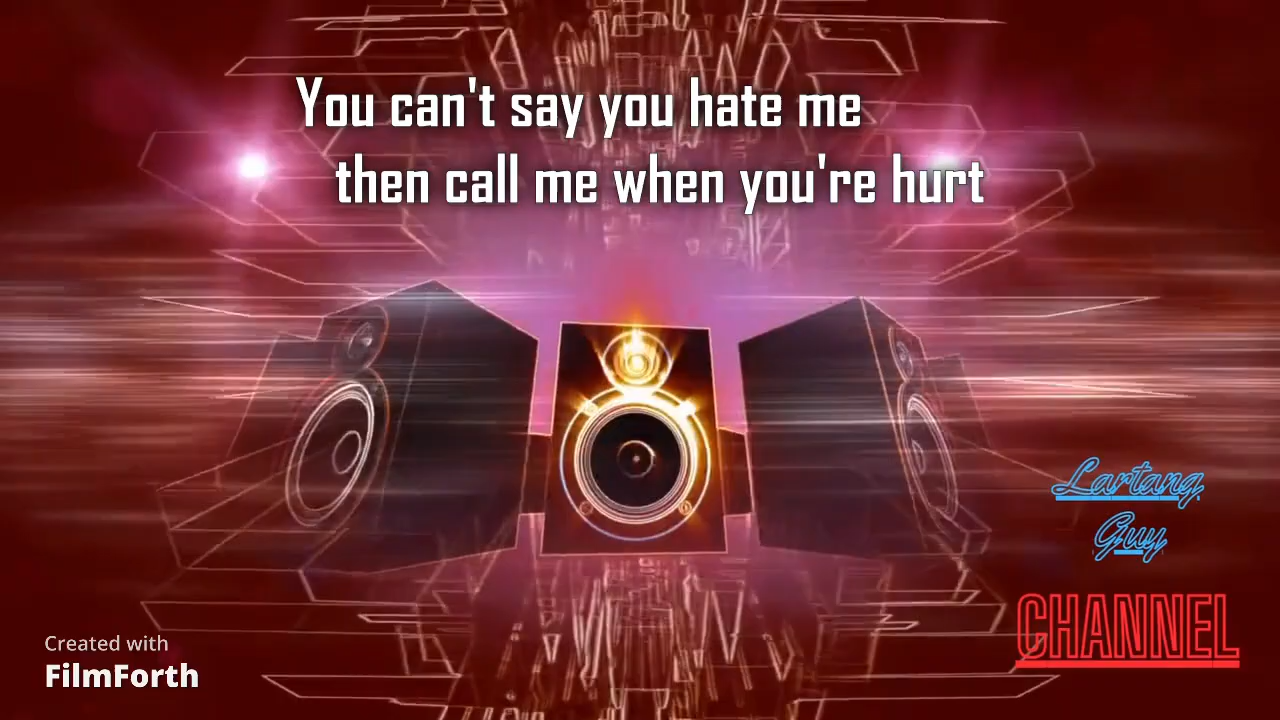 You can't say you hate me
then call me when you're hurt
Lartang
Guy
CHANNEL
Created with
FilmForth